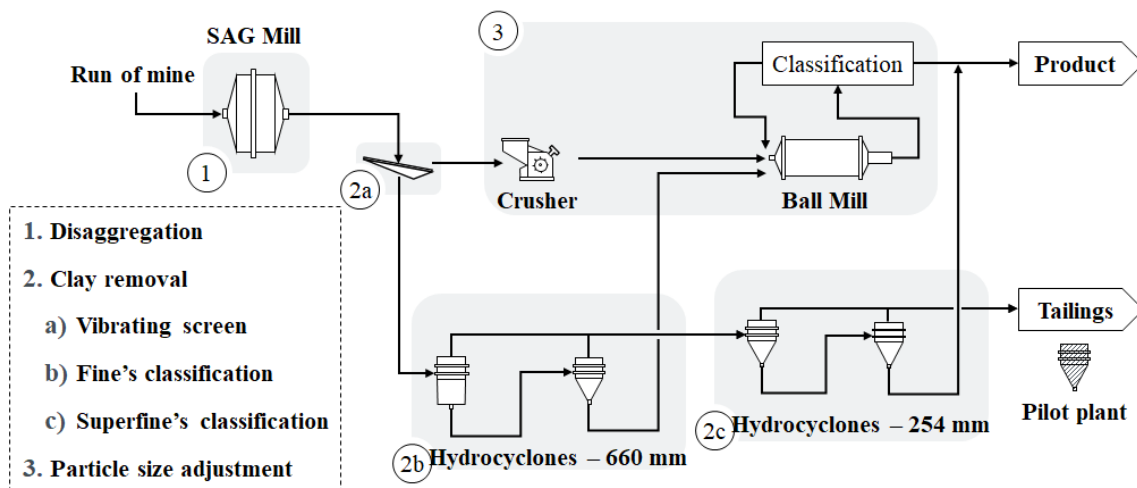 SAG Mill
Run of mine
1
2a
3
Crusher
Classification
Ball Mill
Product
Tailings
Pilot plant
2b
Hydrocyclones – 660 mm
2c
Hydrocyclones – 254 mm
1. Disaggregation
2. Clay removal
a) Vibrating screen
b) Fine's classification
c) Superfine's classification
3. Particle size adjustment